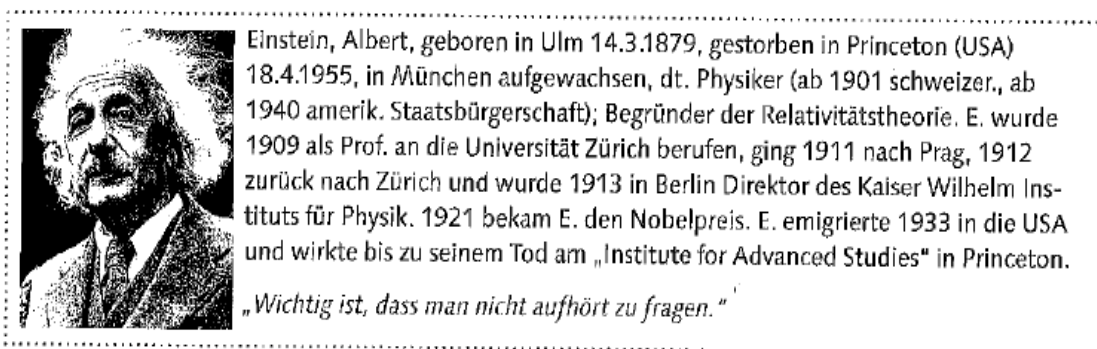 Einstein, Albert, geboren in Ulm 14.3.1879, gestorben in Princeton (USA)
18.4.1955, in München aufgewachsen, dt. Physiker (ab 1901 schweizer., ab
1940 amerik. Staatsbürgerschaft); Begründer der Relativitätstheorie. E. wurde
1909 als Prof. an die Universität Zürich berufen, ging 1911 nach Prag, 1912
zurück nach Zürich und wurde 1913 in Berlin Direktor des Kaiser Wilhelm Ins-
tituts für Physik. 1921 bekam E. den Nobelpreis. E. emigrierte 1933 in die USA
und wirkte bis zu seinem Tod am „Institute for Advanced Studies" in Princeton.
„Wichtig ist, dass man nicht aufhört zu fragen."